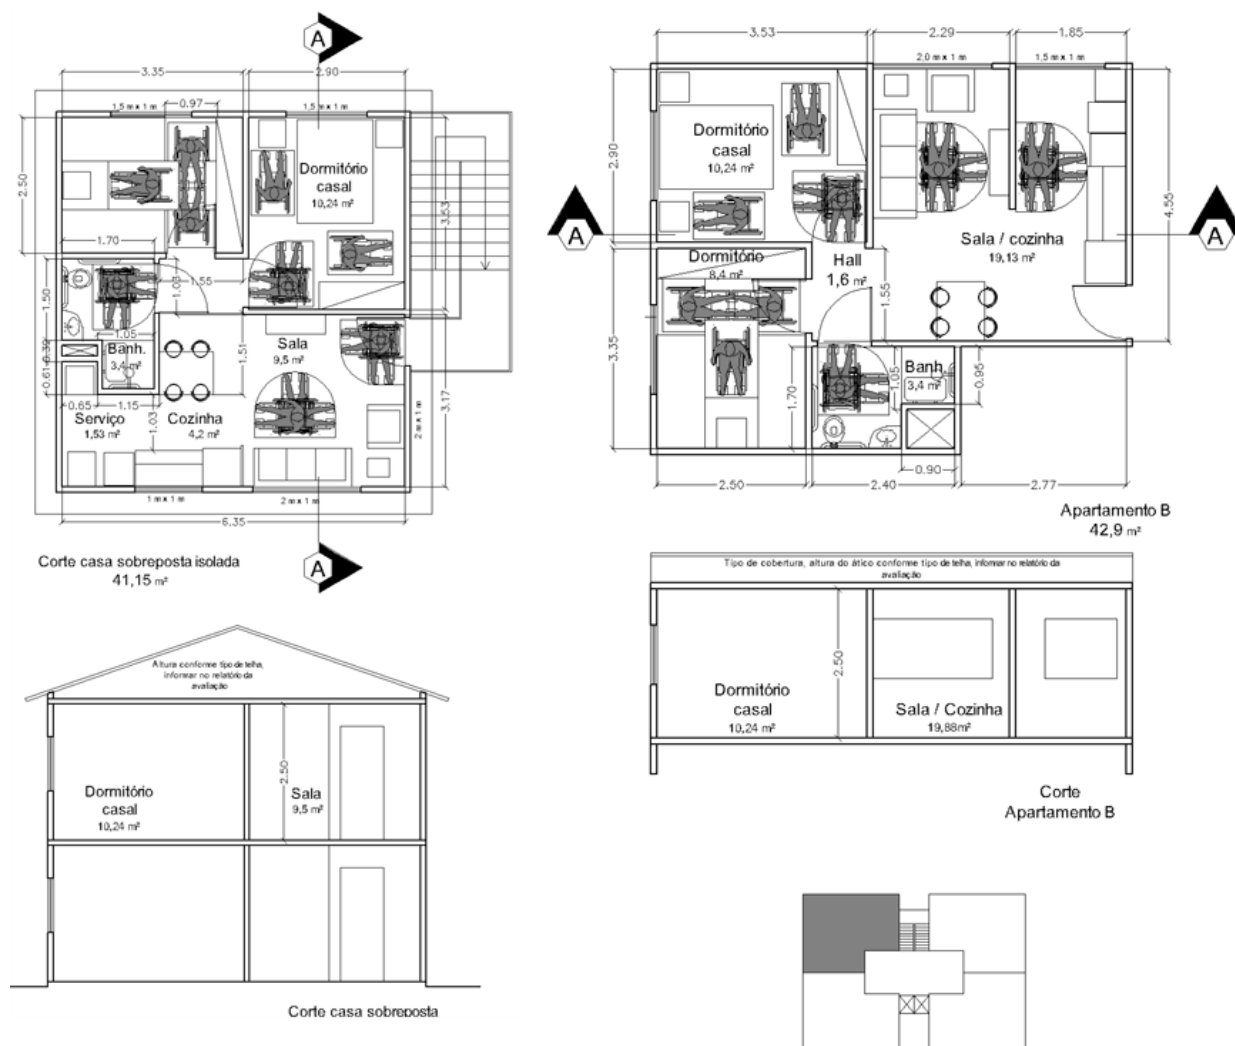 A
3.35
2.90
1,5 m x 1 m
0.97
1,5 m x 1 m
Dormitório
casal
10,24 m²
2.50
3.53
1.70
1.03
1.55
1.50
1.05
Banh.
3,4 m²
0.39
0.61
Sala
9,5 m²
1.51
0.65
1.15
Serviço
1,53 m²
Cozinha
4,2 m²
1.03
3.17
2 m x 1 m
1 m x 1 m
2 m x 1 m
6.35
A
Corte casa sobreposta isolada
41,15 m²
3.53
2.29
1.85
2,0 m x 1 m
1,5 m x 1 m
Dormitório
casal
10,24 m²
2.90
4.55
A
A
Sala / cozinha
19,13 m²
Dormitório
8,4 m²
Hall
1,6 m²
1.55
3.35
1.70
1.05
Banh.
3,4 m²
0.95
0.90
2.50
2.40
2.77
Apartamento B
42,9 m²
Tipo de cobertura, altura do ático conforme tipo de telha, informar no relatório da
avaliação
2.50
Dormitório
casal
10,24 m²
Sala / Cozinha
19,88m²
Corte
Apartamento B
Altura conforme tipo de telha,
informar no relatório da
avaliação
2.50
Dormitório
casal
10,24 m²
Sala
9,5 m²
Corte casa sobreposta